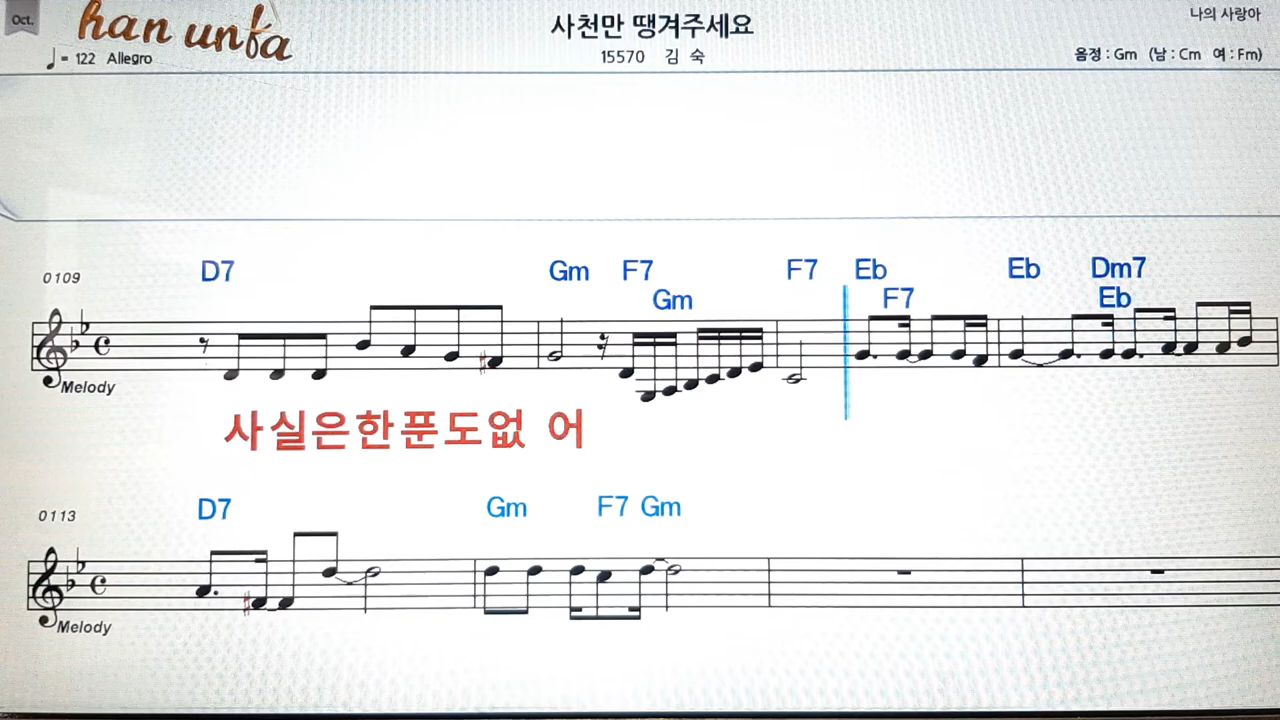 Oct.
han unfa
사천만 땡겨주세요
나의 사랑아
♩ = 122 Allegro
15570 김 숙
음정 : Gm (남 : Cm 여 : Fm)
0109
D7 Gm F7 F7 Eb Eb Dm7
Gm F7 Eb
Melody
사실은한푼도없 어
0113
D7 Gm F7 Gm
Melody